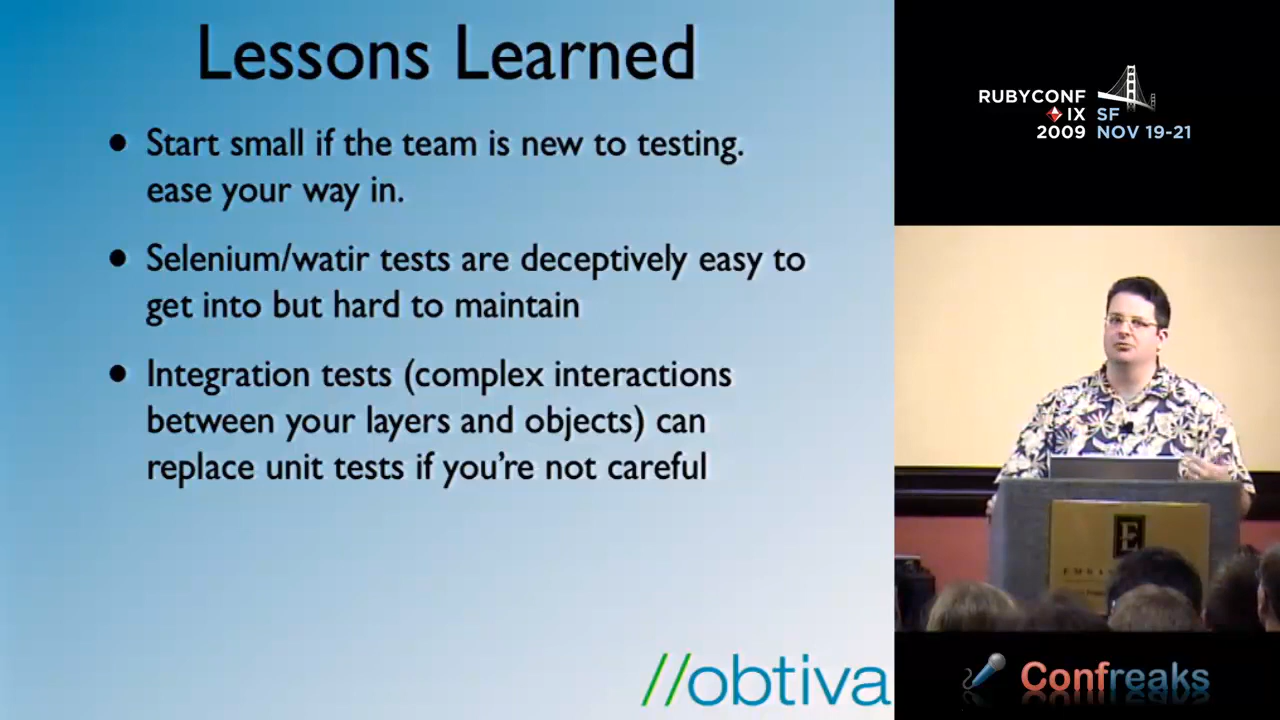 Lessons Learned
• Start small if the team is new to testing.
ease your way in.
• Selenium/watir tests are deceptively easy to
get into but hard to maintain
• Integration tests (complex interactions
between your layers and objects) can
replace unit tests if you're not careful
//obtiva
RUBYCONF
IX SF
2009 NOV 19-21
E
Confreaks